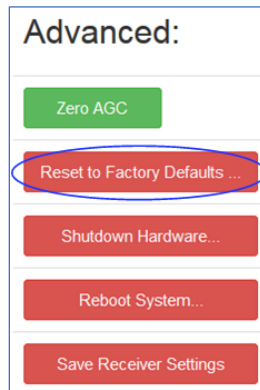 Advanced:
Zero AGC
Reset to Factory Defaults ...
Shutdown Hardware...
Reboot System...
Save Receiver Settings